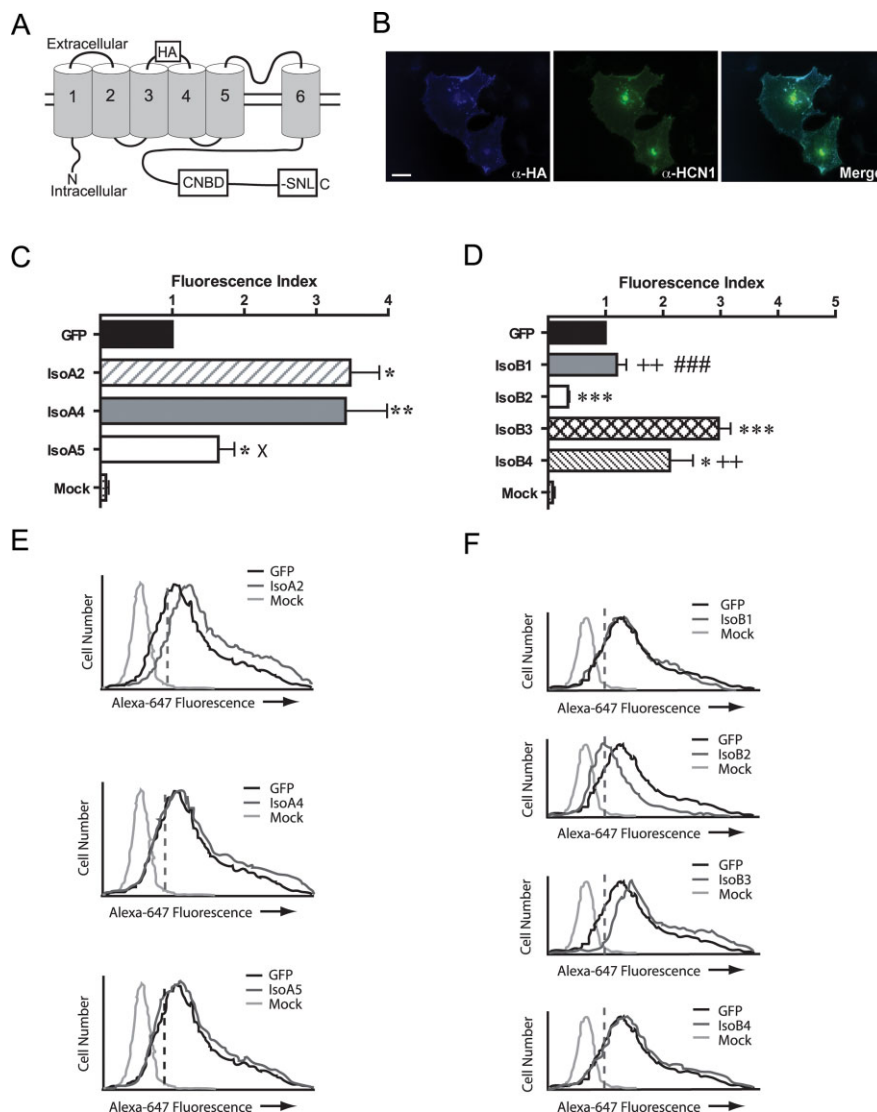 A
Extracellular
HA
1 2 3 4 5 6
N
Intracellular
CNBD
-SNL C
B
α-HA
α-HCN1
Merge
C
Fluorescence Index
1 2 3 4
GFP
IsoA2 *
IsoA4 **
IsoA5 * X
Mock
D
Fluorescence Index
1 2 3 4 5
GFP
IsoB1 ++ ###
IsoB2 ***
IsoB3 ***
IsoB4 * ++
Mock
E
GFP
IsoA2
Mock
Cell Number
Alexa-647 Fluorescence
GFP
IsoA4
Mock
Cell Number
Alexa-647 Fluorescence
GFP
IsoA5
Mock
Cell Number
Alexa-647 Fluorescence
F
GFP
IsoB1
Mock
Cell Number
Alexa-647 Fluorescence
GFP
IsoB2
Mock
Cell Number
Alexa-647 Fluorescence
GFP
IsoB3
Mock
Cell Number
Alexa-647 Fluorescence
GFP
IsoB4
Mock
Cell Number
Alexa-647 Fluorescence